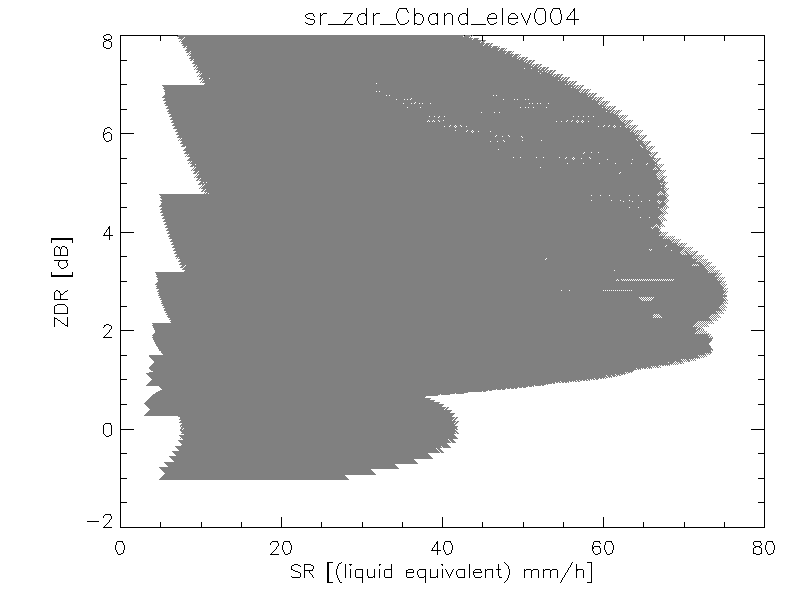 sr_zdr_Cband_elev004
8
6
4
2
0
-2
ZDR [dB]
0 20 40 60 80
SR [(liquid equivalent) mm/h]